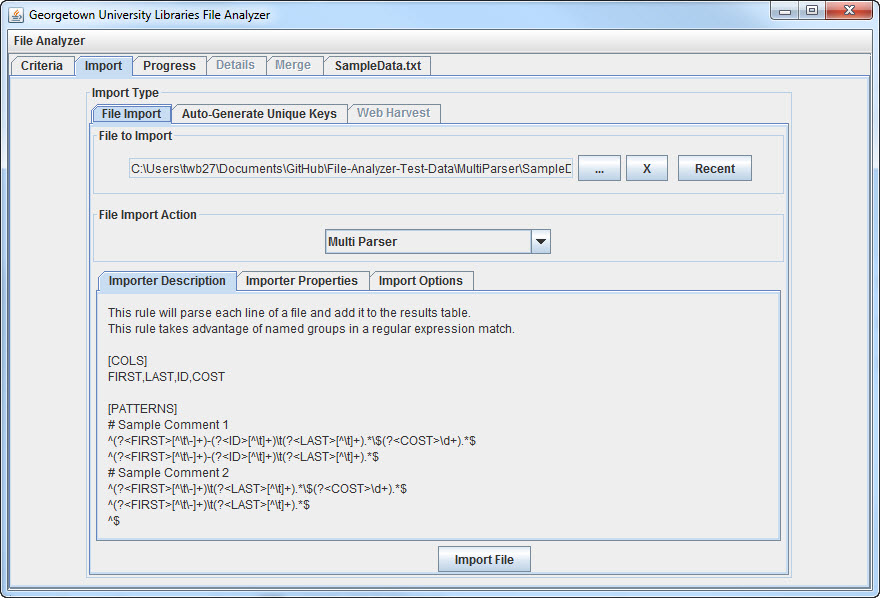 Georgetown University Libraries File Analyzer
File Analyzer
Criteria Import Progress Details Merge SampleData.txt
Import Type
File Import Auto-Generate Unique Keys Web Harvest
File to Import
C:\Users\twb27\Documents\GitHub\File-Analyzer-Test-Data\MultiParser\SampleD ... X Recent
File Import Action
Multi Parser
Importer Description Importer Properties Import Options
This rule will parse each line of a file and add it to the results table.
This rule takes advantage of named groups in a regular expression match.
[COLS]
FIRST,LAST,ID,COST
[PATTERNS]
# Sample Comment 1
^(?<FIRST>[^\t\-]+)-(?<ID>[^\t]+)\t(?<LAST>[^\t]+).*\$(?<COST>\d+).*$
^(?<FIRST>[^\t\-]+)-(?<ID>[^\t]+)\t(?<LAST>[^\t]+).*$
# Sample Comment 2
^(?<FIRST>[^\t\-]+)\t(?<LAST>[^\t]+).*\$(?<COST>\d+).*$
^(?<FIRST>[^\t\-]+)\t(?<LAST>[^\t]+).*$
^$
Import File